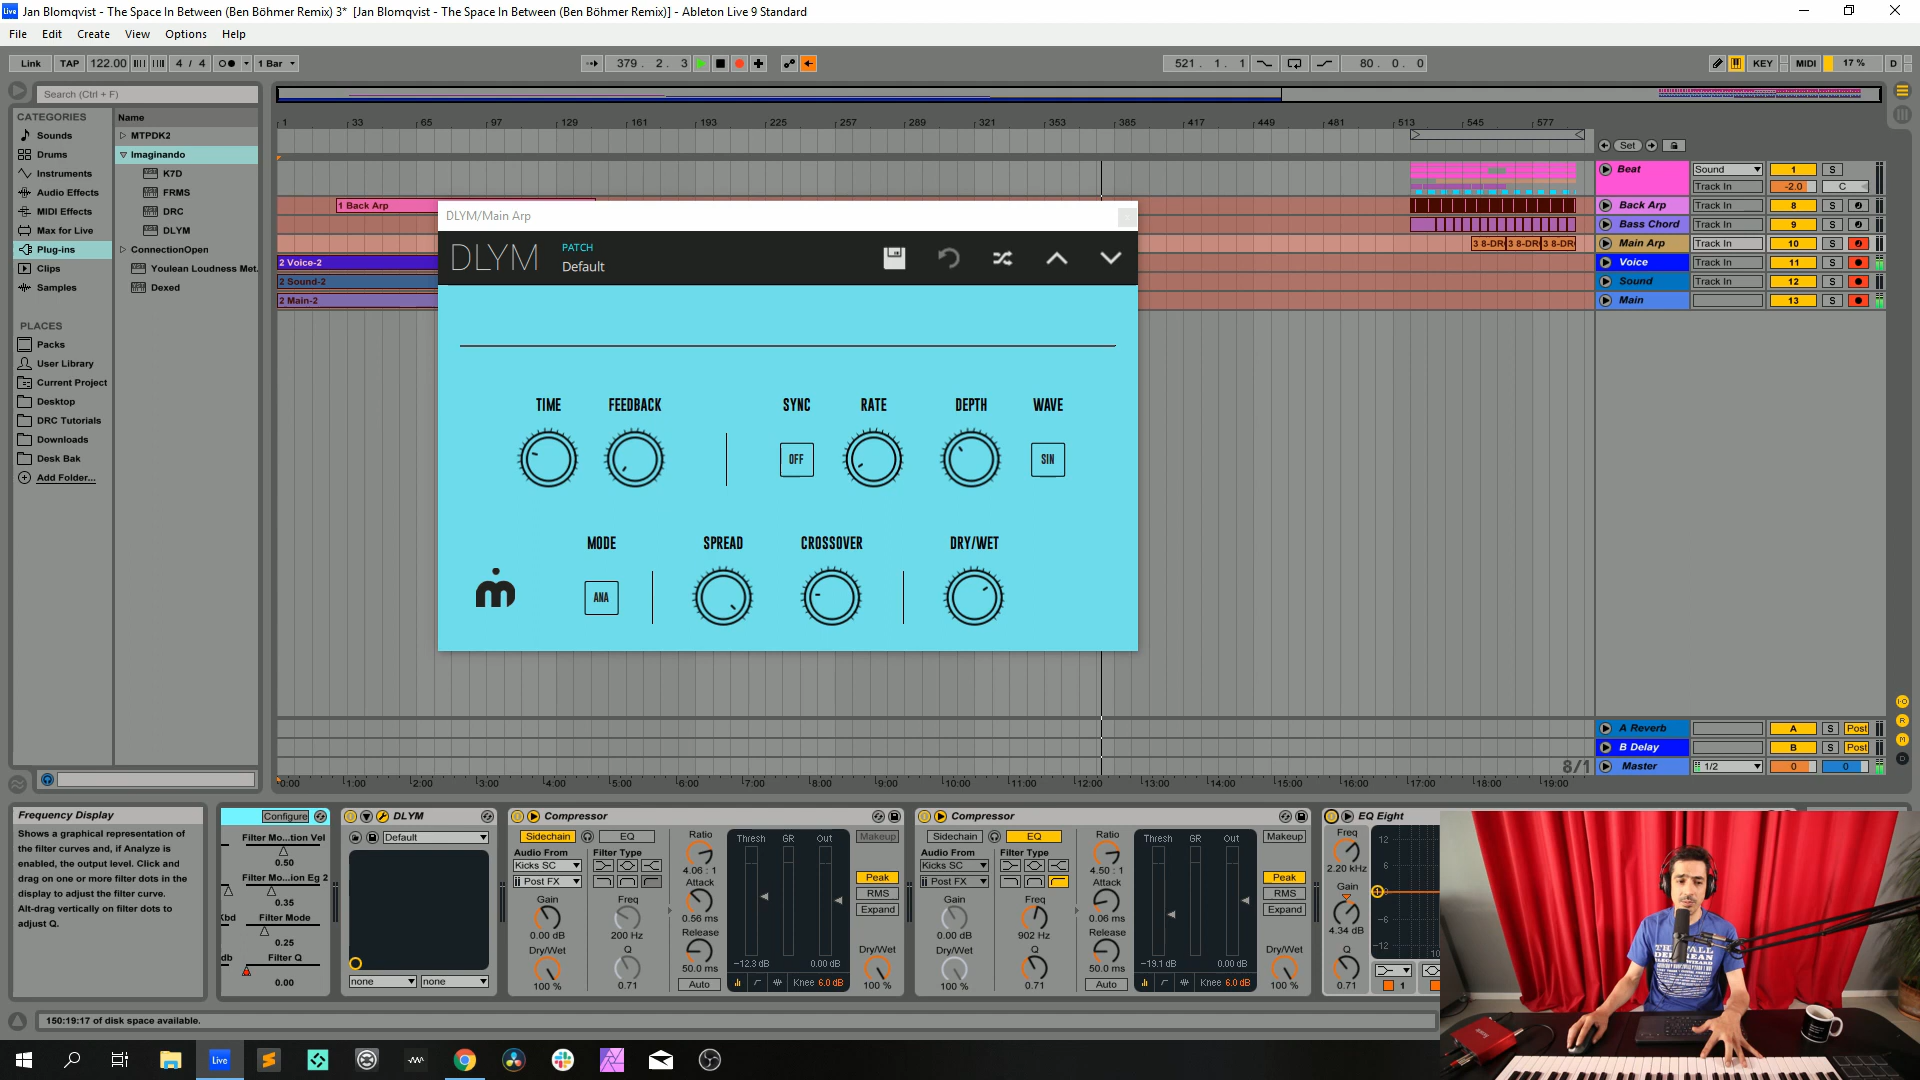 Jan Blomqvist - The Space In Between (Ben Böhmer Remix) 3* [Jan Blomqvist - The Space In Between (Ben Böhmer Remix)] - Ableton Live 9 Standard
File Edit Create View Options Help
Link TAP 122.00 4 / 4 1 Bar 379. 2. 3 521. 1. 1 80. 0. 0 KEY MIDI 17 % D
Search (Ctrl + F)
CATEGORIES
Sounds
Drums
Instruments
Audio Effects
MIDI Effects
Max for Live
Plug-ins
Clips
Samples
PLACES
Packs
User Library
Current Project
Desktop
DRC Tutorials
Downloads
Desk Bak
Add Folder...
Name
MTPDK2
Imaginando
K7D
FRMS
DRC
DLYM
ConnectionOpen
Youlean Loudness Met.
Dexed
1 33 65 97 129 161 193 225 257 289 321 353 385 417 449 481 513 545 577
Set
1 Back Arp
2 Voice-2
2 Sound-2
2 Main-2
3 8-DR 3 8-DR 3 8-DR
Beat Sound 1 S
Track In -2.0 C
Back Arp Track In 8 S
Bass Chord Track In 9 S
Main Arp Track In 10 S
Voice Track In 11 S
Sound Track In 12 S
Main 13 S
DLYM/Main Arp
DLYM
PATCH
Default
TIME FEEDBACK SYNC RATE DEPTH WAVE
OFF SIN
MODE SPREAD CROSSOVER DRY/WET
ANA
A Reverb A S Post
B Delay B S Post
8/1 Master 1/2 0 0
0:00 1:00 2:00 3:00 4:00 5:00 6:00 7:00 8:00 9:00 10:00 11:00 12:00 13:00 14:00 15:00 16:00 17:00 18:00 19:00
Frequency Display
Shows a graphical representation of
the filter curves and, if Analyze is
enabled, the output level. Click and
drag on one or more filter dots in the
display to adjust the filter curve.
Alt-drag vertically on filter dots to
adjust Q.
Configure
Filter Mo...tion Vel
0.50
Filter Mo...ion Eg 2
0.35
Kbd Filter Mode
0.25
db Filter Q
0.00
DLYM
Default
none none
Compressor
Sidechain EQ
Audio From Filter Type
Kicks SC
Post FX
Gain Freq
0.00 dB 200 Hz
Dry/Wet Q
100 % 0.71
Ratio
4.06 : 1
Attack
0.56 ms
Release
50.0 ms
Auto
Thresh GR Out
-12.3 dB 0.00 dB
Knee 6.0 dB
Makeup
Peak
RMS
Expand
Dry/Wet
100 %
Compressor
Sidechain EQ
Audio From Filter Type
Kicks SC
Post FX
Gain Freq
0.00 dB 902 Hz
Dry/Wet Q
100 % 0.71
Ratio
4.50 : 1
Attack
0.06 ms
Release
50.0 ms
Auto
Thresh GR Out
-19.1 dB 0.00 dB
Knee 6.0 dB
Makeup
Peak
RMS
Expand
Dry/Wet
100 %
EQ Eight
Freq
2.20 kHz
Gain
4.34 dB
Q
0.71
12
6
-6
-12
1
150:19:17 of disk space available.
Live